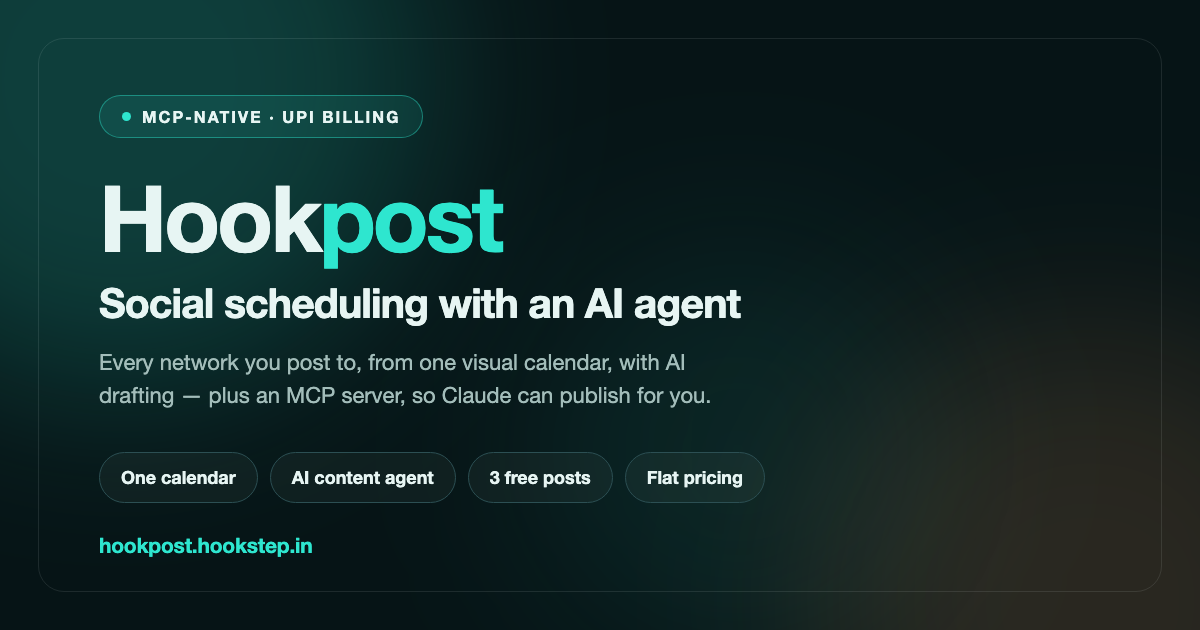 MCP-NATIVE · UPI BILLING
Hookpost
Social scheduling with an AI agent
Every network you post to, from one visual calendar, with AI
drafting — plus an MCP server, so Claude can publish for you.
One calendar
AI content agent
3 free posts
Flat pricing
hookpost.hookstep.in